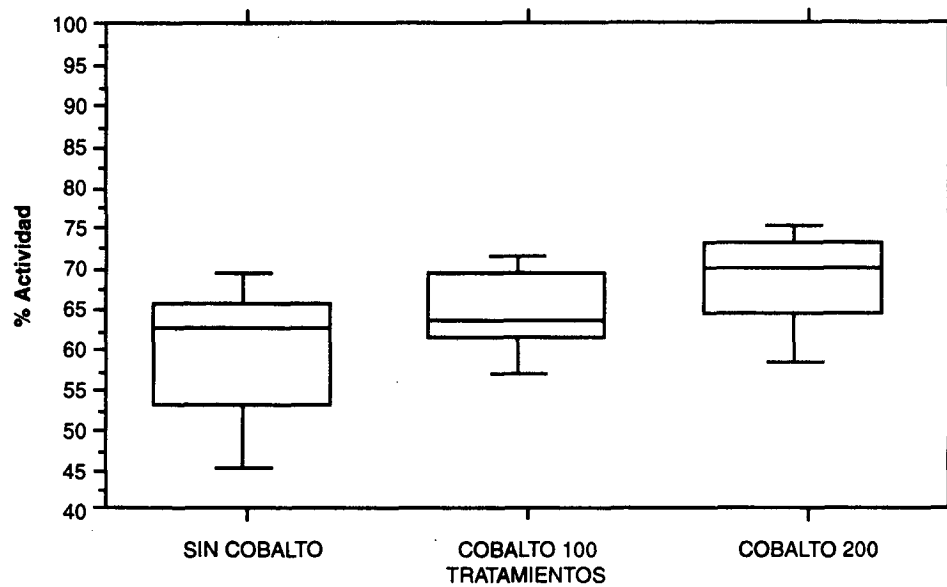 100
95
90
85
80
75
70
65
60
55
50
45
40
% Actividad
SIN COBALTO
COBALTO 100
COBALTO 200
TRATAMIENTOS